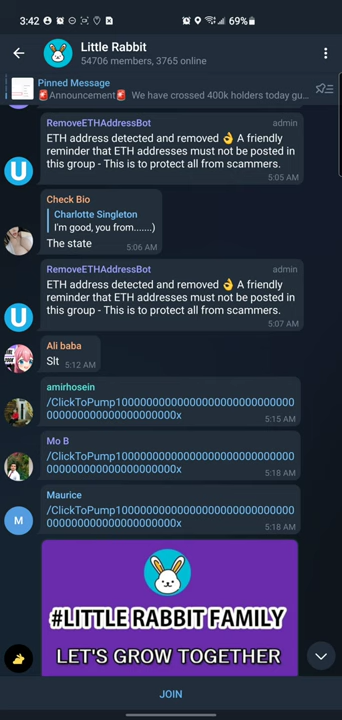 3:42
69%
Little Rabbit
54706 members, 3765 online
Pinned Message
🚨Announcement🚨 We have crossed 400k holders today gu...
RemoveETHAddressBot admin
ETH address detected and removed 👌 A friendly
reminder that ETH addresses must not be posted in
this group - This is to protect all from scammers.
5:05 AM
Check Bio
Charlotte Singleton
I'm good, you from.......)
The state 5:06 AM
RemoveETHAddressBot admin
ETH address detected and removed 👌 A friendly
reminder that ETH addresses must not be posted in
this group - This is to protect all from scammers.
5:07 AM
Ali baba
Slt 5:12 AM
amirhosein
/ClickToPump1000000000000000000000000
000000000000000000000x
5:15 AM
Mo B
/ClickToPump1000000000000000000000000
000000000000000000000x
5:18 AM
Maurice
/ClickToPump1000000000000000000000000
000000000000000000000x
5:18 AM
M
#LITTLE RABBIT FAMILY
LET'S GROW TOGETHER
JOIN